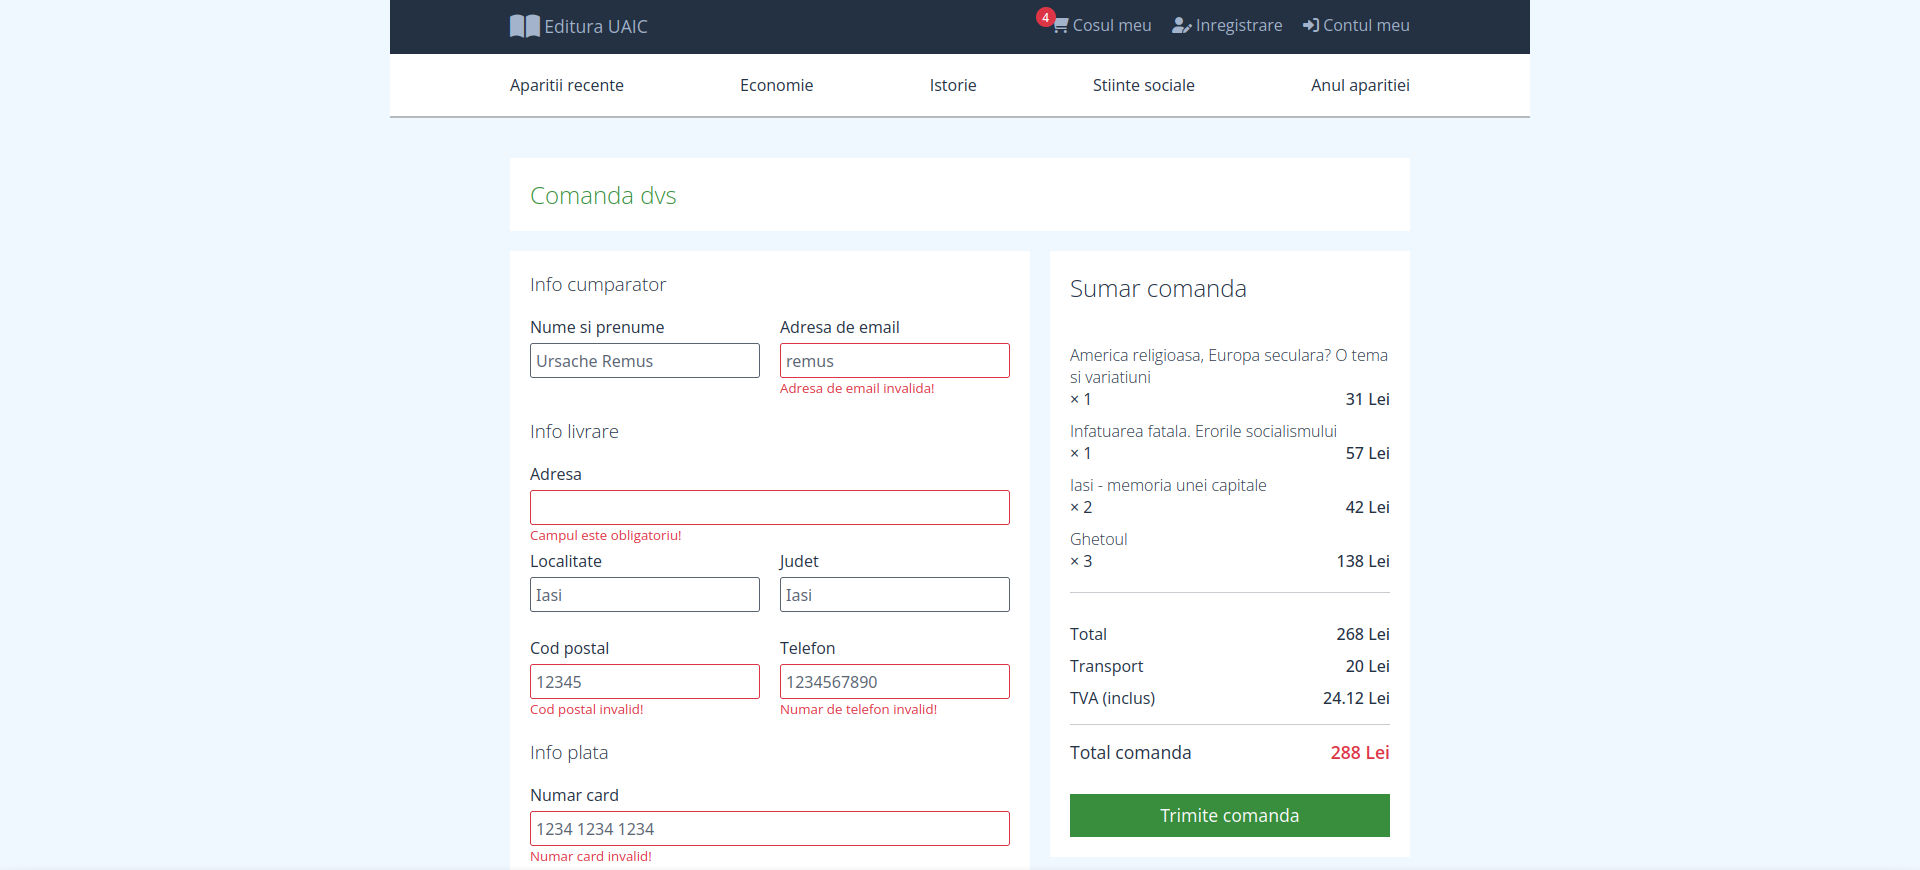 Editura UAIC
4 Cosul meu Inregistrare Contul meu
Aparitii recente Economie Istorie Stiinte sociale Anul aparitiei
Comanda dvs
Info cumparator
Nume si prenume Adresa de email
Ursache Remus remus
Adresa de email invalida!
Info livrare
Adresa
Campul este obligatoriu!
Localitate Judet
Iasi Iasi
Cod postal Telefon
12345 1234567890
Cod postal invalid! Numar de telefon invalid!
Info plata
Numar card
1234 1234 1234
Numar card invalid!
Sumar comanda
America religioasa, Europa seculara? O tema
si variatiuni
× 1 31 Lei
Infatuarea fatala. Erorile socialismului
× 1 57 Lei
Iasi - memoria unei capitale
× 2 42 Lei
Ghetoul
× 3 138 Lei
Total 268 Lei
Transport 20 Lei
TVA (inclus) 24.12 Lei
Total comanda 288 Lei
Trimite comanda